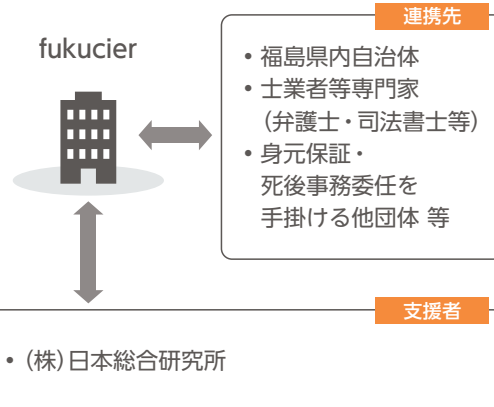 fukucier
連携先
• 福島県内自治体
• 士業者等専門家
（弁護士・司法書士等）
• 身元保証・
死後事務委任を
手掛ける他団体 等
支援者
• （株）日本総合研究所